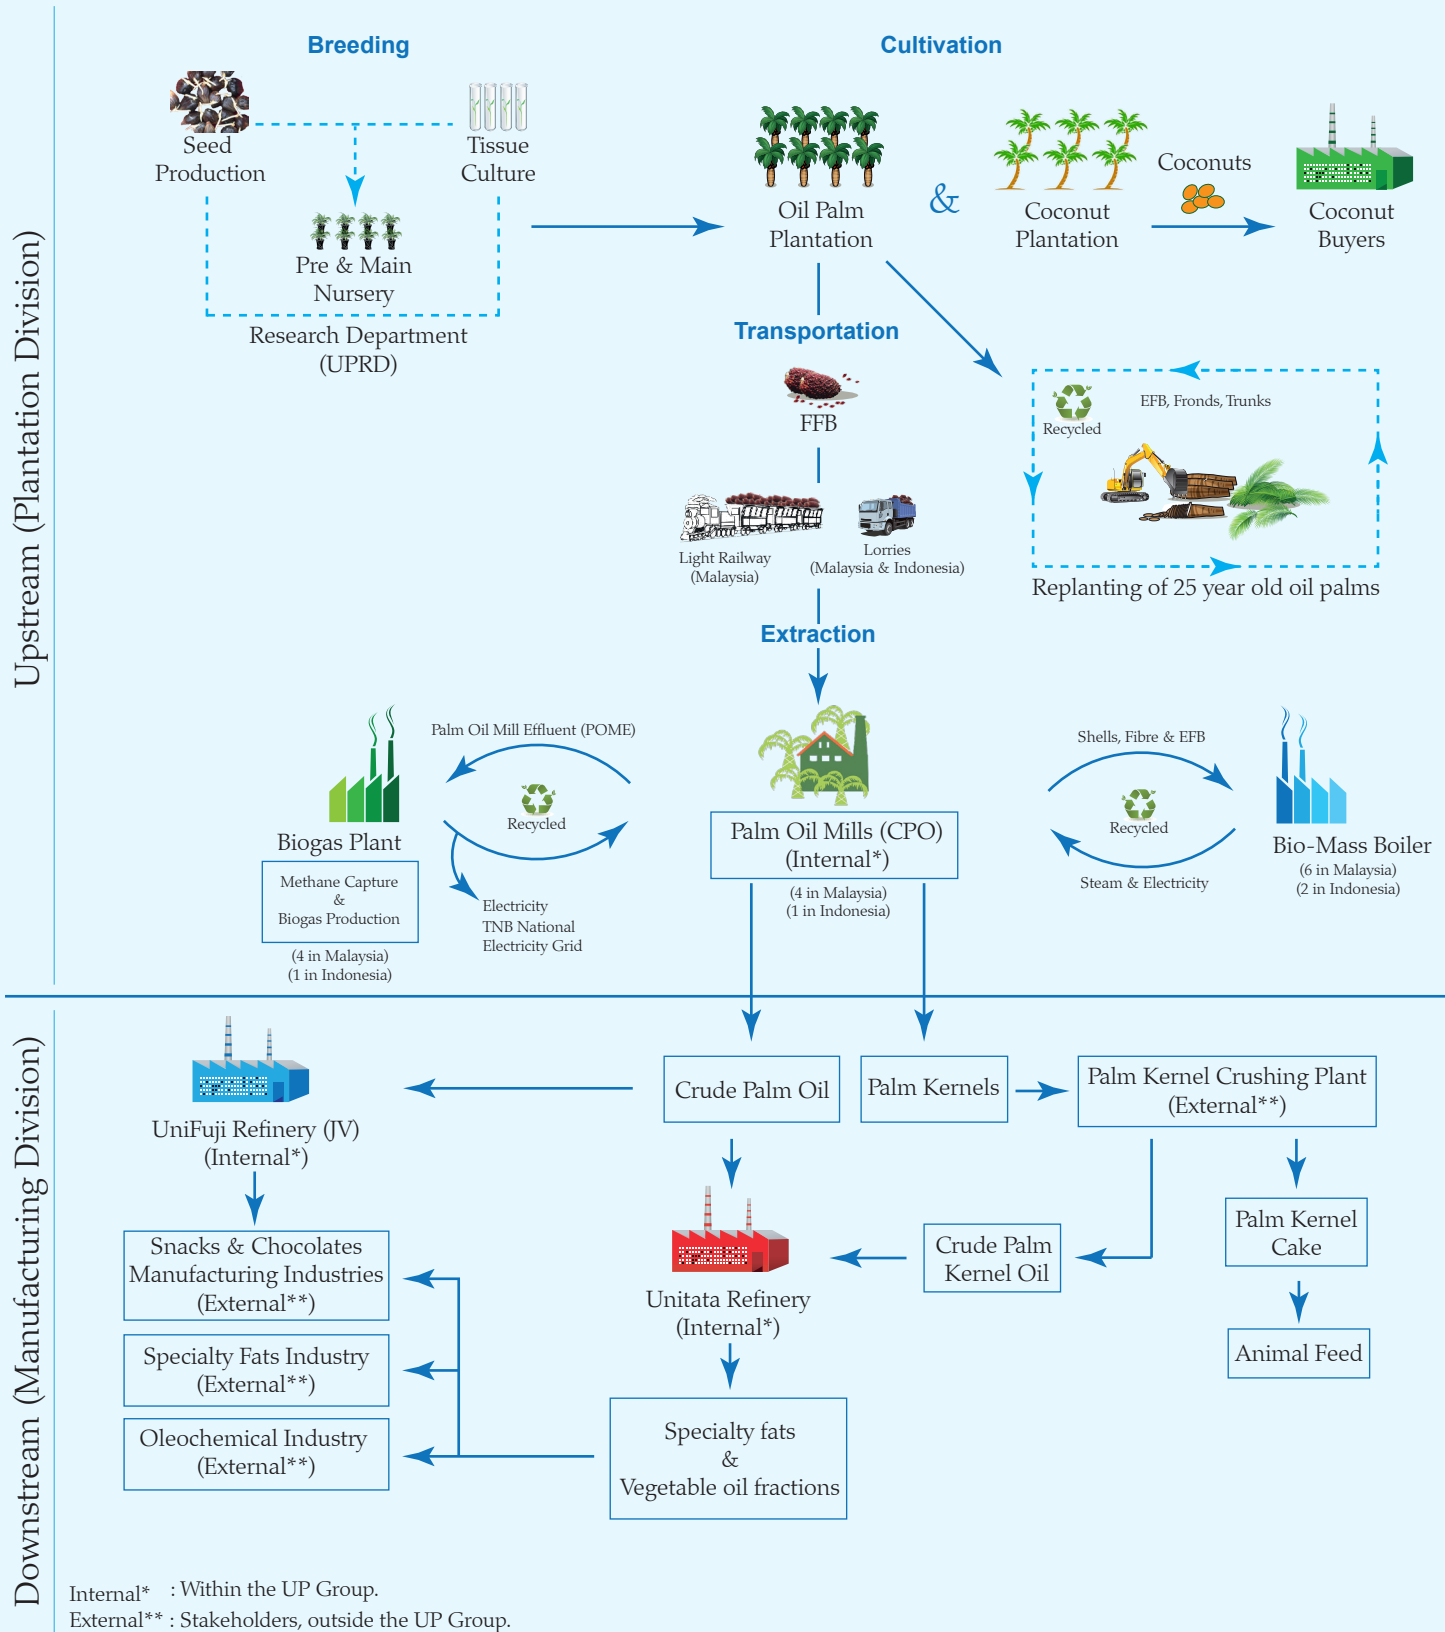 Upstream (Plantation Division)
Breeding
Cultivation
Seed
Production
Tissue
Culture
Pre & Main
Nursery
Research Department
(UPRD)
Oil Palm
Plantation
&
Coconut
Plantation
Coconuts
Coconut
Buyers
Transportation
FFB
Light Railway
(Malaysia)
Lorries
(Malaysia & Indonesia)
Recycled
EFB, Fronds, Trunks
Replanting of 25 year old oil palms
Extraction
Palm Oil Mill Effluent (POME)
Recycled
Biogas Plant
Methane Capture
&
Biogas Production
(4 in Malaysia)
(1 in Indonesia)
Electricity
TNB National
Electricity Grid
Palm Oil Mills (CPO)
(Internal*)
(4 in Malaysia)
(1 in Indonesia)
Shells, Fibre & EFB
Recycled
Steam & Electricity
Bio-Mass Boiler
(6 in Malaysia)
(2 in Indonesia)
Downstream (Manufacturing Division)
UniFuji Refinery (JV)
(Internal*)
Crude Palm Oil
Palm Kernels
Palm Kernel Crushing Plant
(External**)
Snacks & Chocolates
Manufacturing Industries
(External**)
Specialty Fats Industry
(External**)
Oleochemical Industry
(External**)
Unitata Refinery
(Internal*)
Crude Palm
Kernel Oil
Palm Kernel
Cake
Animal Feed
Specialty fats
&
Vegetable oil fractions
Internal* : Within the UP Group.
External** : Stakeholders, outside the UP Group.